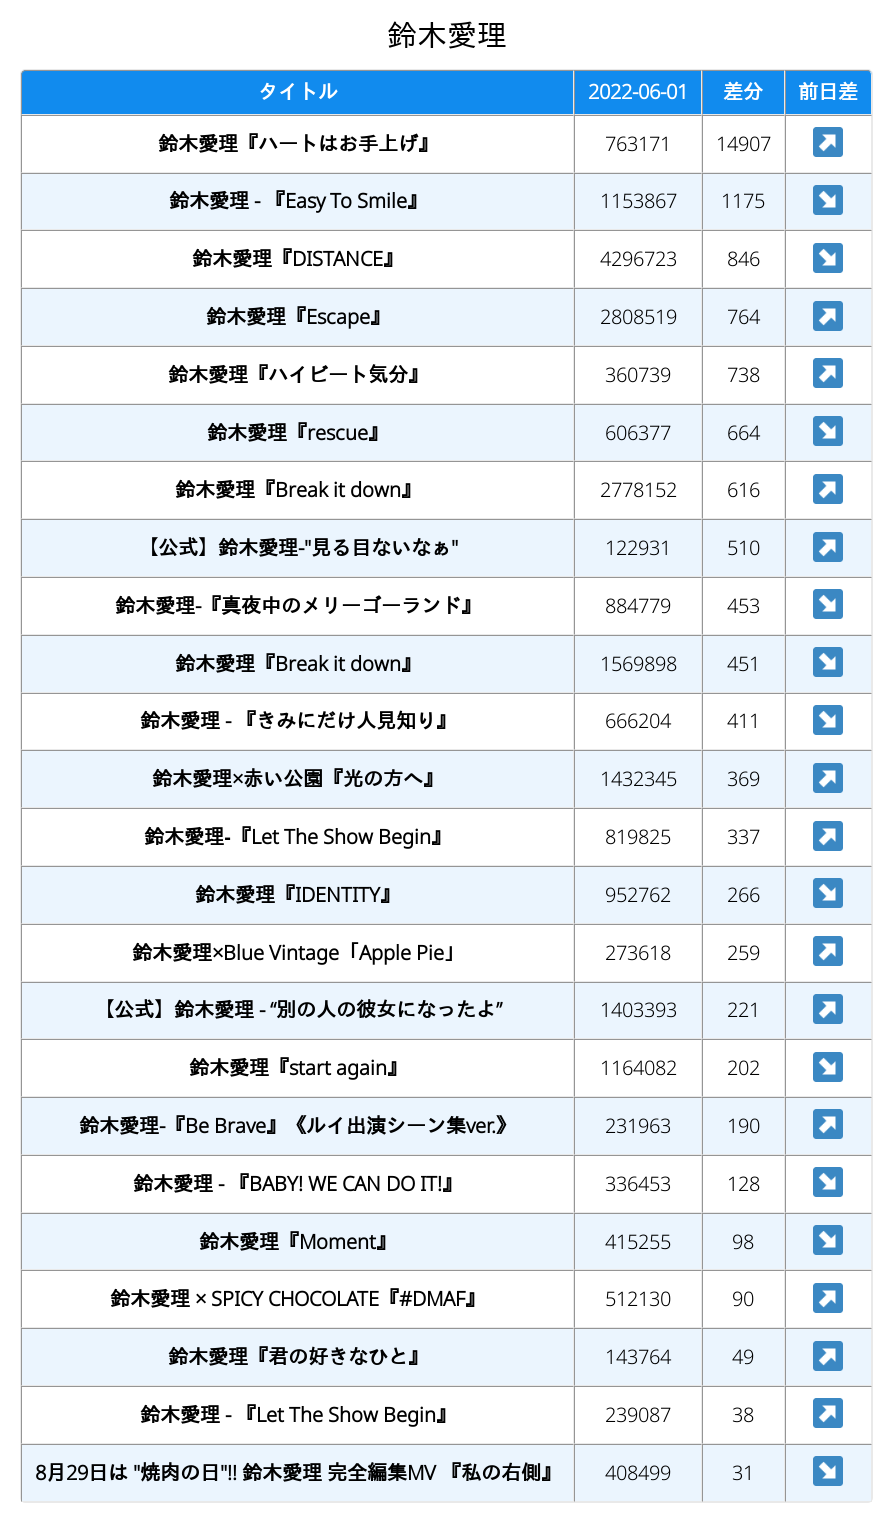 鈴木愛理
タイトル 2022-06-01 差分 前日差
鈴木愛理『ハートはお手上げ』 763171 14907 ↗
鈴木愛理 - 『Easy To Smile』 1153867 1175 ↘
鈴木愛理『DISTANCE』 4296723 846 ↘
鈴木愛理『Escape』 2808519 764 ↗
鈴木愛理『ハイビート気分』 360739 738 ↗
鈴木愛理『rescue』 606377 664 ↘
鈴木愛理『Break it down』 2778152 616 ↗
【公式】鈴木愛理-"見る目ないなぁ" 122931 510 ↗
鈴木愛理-『真夜中のメリーゴーランド』 884779 453 ↘
鈴木愛理『Break it down』 1569898 451 ↘
鈴木愛理 - 『きみにだけ人見知り』 666204 411 ↘
鈴木愛理×赤い公園『光の方へ』 1432345 369 ↗
鈴木愛理-『Let The Show Begin』 819825 337 ↗
鈴木愛理『IDENTITY』 952762 266 ↘
鈴木愛理×Blue Vintage「Apple Pie」 273618 259 ↗
【公式】鈴木愛理 - “別の人の彼女になったよ” 1403393 221 ↗
鈴木愛理『start again』 1164082 202 ↘
鈴木愛理-『Be Brave』《ルイ出演シーン集ver.》 231963 190 ↗
鈴木愛理 - 『BABY! WE CAN DO IT!』 336453 128 ↘
鈴木愛理『Moment』 415255 98 ↘
鈴木愛理 × SPICY CHOCOLATE『#DMAF』 512130 90 ↗
鈴木愛理『君の好きなひと』 143764 49 ↗
鈴木愛理 - 『Let The Show Begin』 239087 38 ↗
8月29日は "焼肉の日"!! 鈴木愛理 完全編集MV 『私の右側』 408499 31 ↘